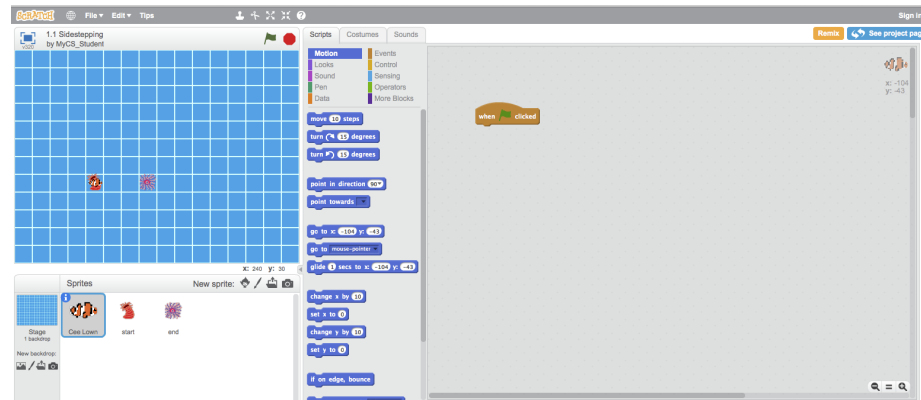 SCRATCH File▾ Edit▾ Tips Sign in
v520 1.1 Sidestepping
by MyCS_Student
Scripts Costumes Sounds
Remix See project pag
Motion Events
Looks Control
Sound Sensing
Pen Operators
Data More Blocks
x: -104
y: -43
when clicked
move 10 steps
turn 15 degrees
turn 15 degrees
point in direction 90▾
point towards
go to x: -104 y: -43
go to mouse-pointer
glide 1 secs to x: -104 y: -43
change x by 10
set x to 0
change y by 10
set y to 0
if on edge, bounce
X: 240 y: 30
Sprites New sprite:
Stage
1 backdrop
New backdrop:
Cee Lown start end